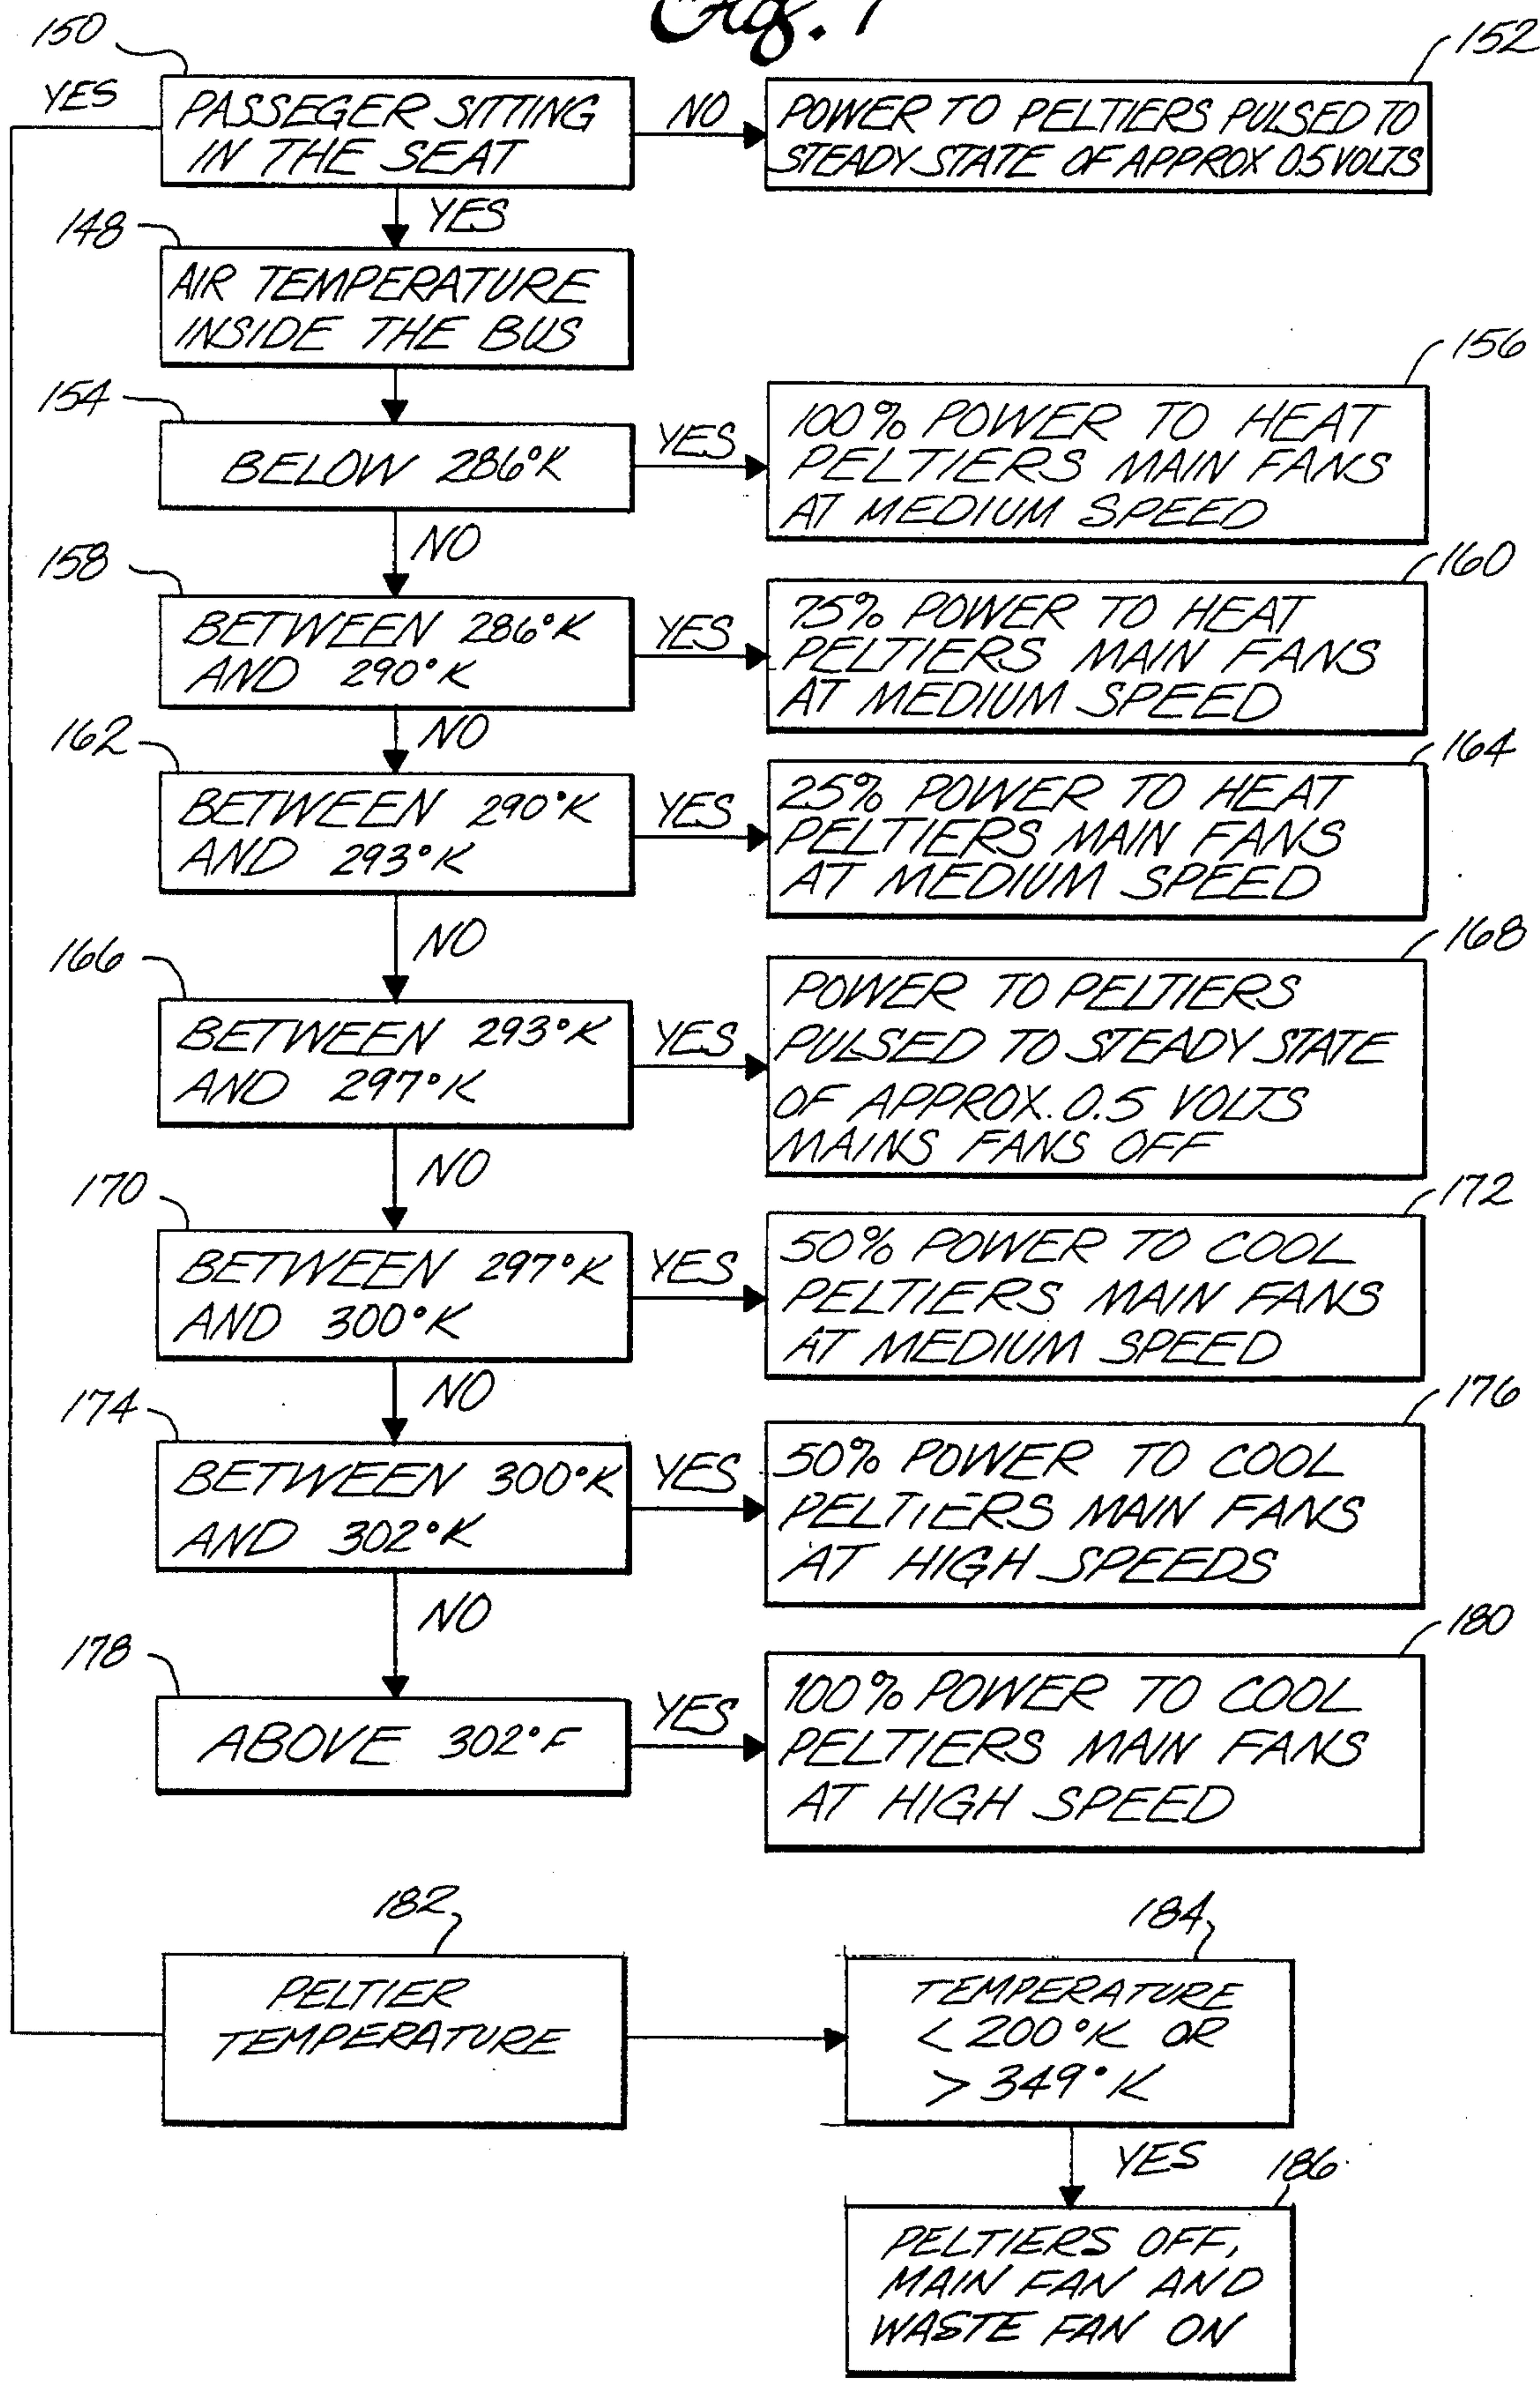 Fig. 7
150
152
YES
PASSEGER SITTING
IN THE SEAT
NO
POWER TO PELTIERS PULSED TO
STEADY STATE OF APPROX 0.5 VOLTS
YES
148
AIR TEMPERATURE
INSIDE THE BUS
154
BELOW 286°K
YES
156
100% POWER TO HEAT
PELTIERS MAIN FANS
AT MEDIUM SPEED
NO
158
BETWEEN 286°K
AND 290°K
YES
160
75% POWER TO HEAT
PELTIERS MAIN FANS
AT MEDIUM SPEED
NO
162
BETWEEN 290°K
AND 293°K
YES
164
25% POWER TO HEAT
PELTIERS MAIN FANS
AT MEDIUM SPEED
NO
166
BETWEEN 293°K
AND 297°K
YES
168
POWER TO PELTIERS
PULSED TO STEADY STATE
OF APPROX. 0.5 VOLTS
MAINS FANS OFF
NO
170
BETWEEN 297°K
AND 300°K
YES
172
50% POWER TO COOL
PELTIERS MAIN FANS
AT MEDIUM SPEED
NO
174
BETWEEN 300°K
AND 302°K
YES
176
50% POWER TO COOL
PELTIERS MAIN FANS
AT HIGH SPEEDS
NO
178
ABOVE 302°F
YES
180
100% POWER TO COOL
PELTIERS MAIN FANS
AT HIGH SPEED
182
PELTIER
TEMPERATURE
184
TEMPERATURE
< 200°K OR
> 349°K
YES
186
PELTIERS OFF,
MAIN FAN AND
WASTE FAN ON